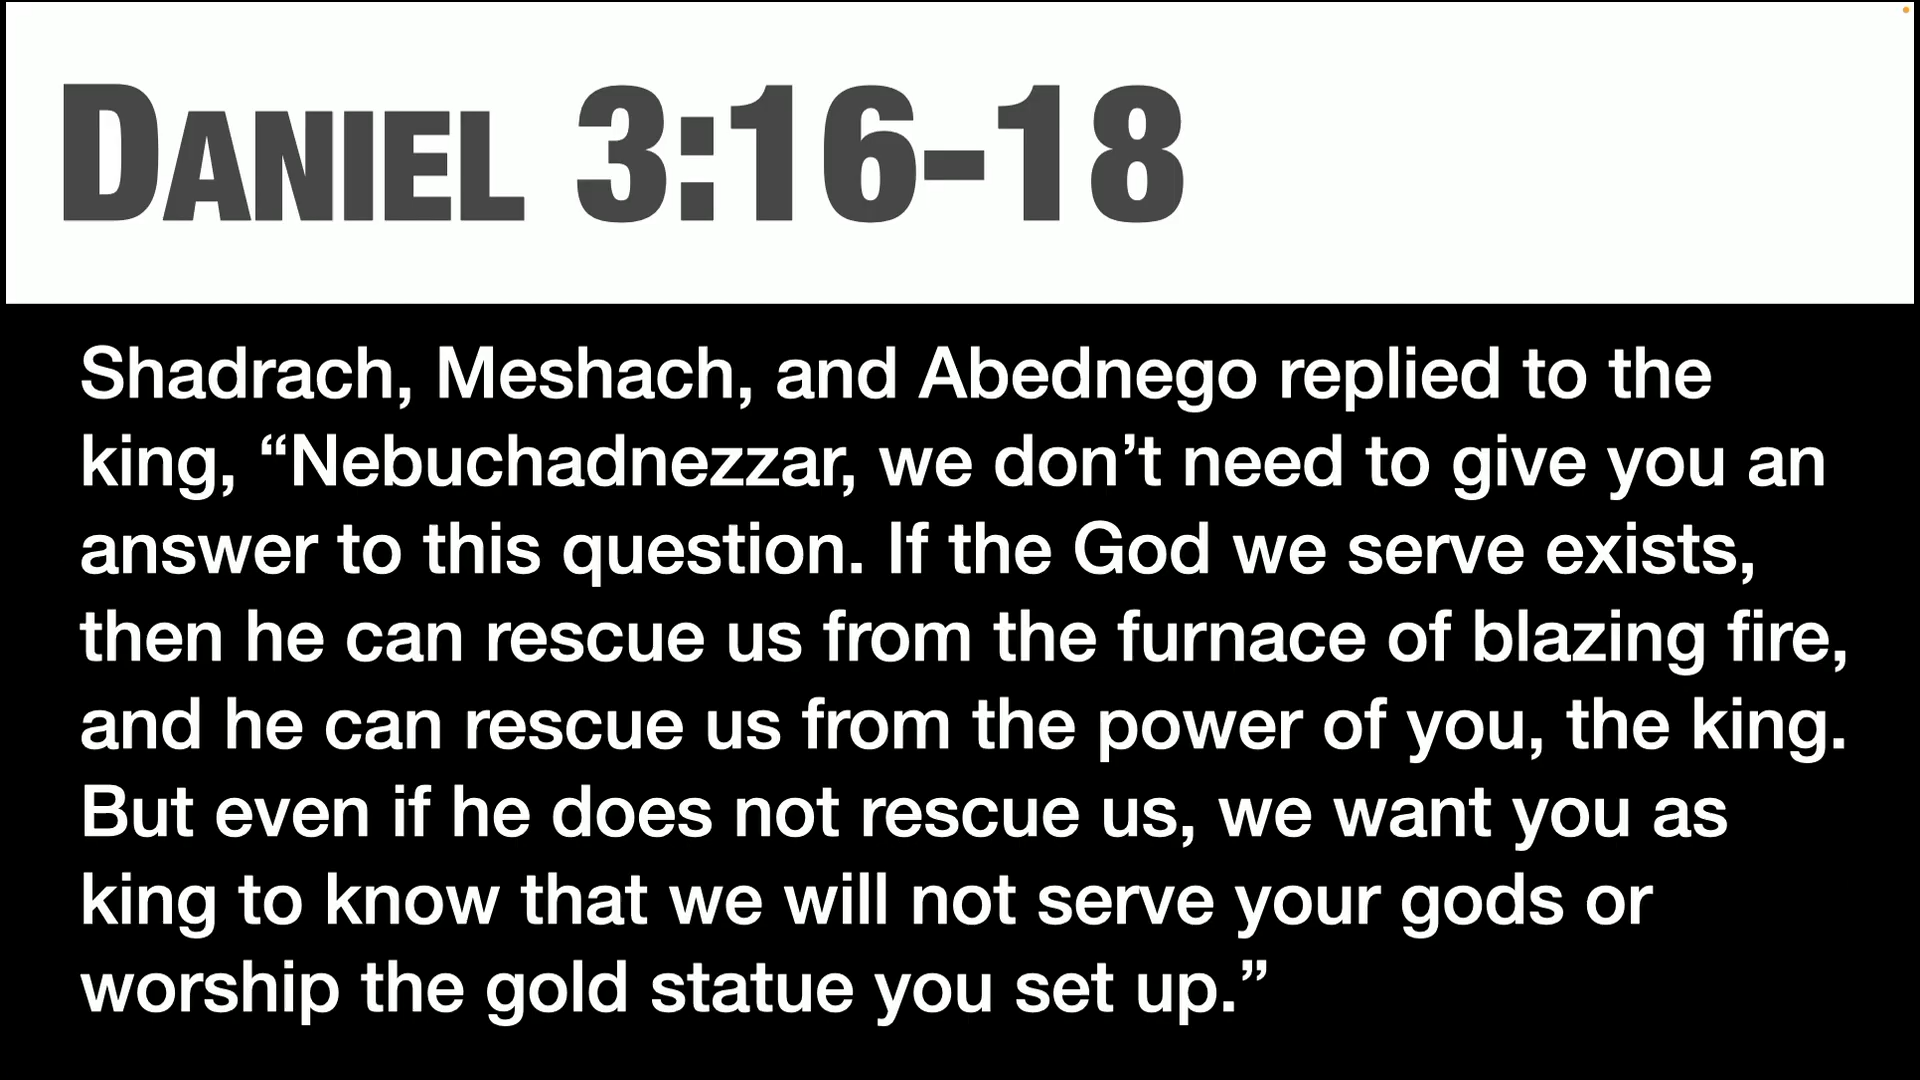 DANIEL 3:16-18
Shadrach, Meshach, and Abednego replied to the
king, “Nebuchadnezzar, we don’t need to give you an
answer to this question. If the God we serve exists,
then he can rescue us from the furnace of blazing fire,
and he can rescue us from the power of you, the king.
But even if he does not rescue us, we want you as
king to know that we will not serve your gods or
worship the gold statue you set up.”